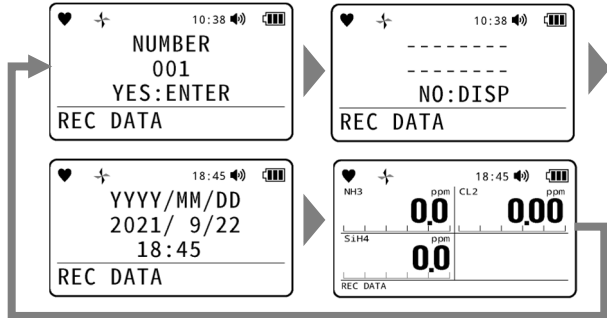 10:38
NUMBER
001
YES:ENTER
REC DATA
10:38
--------
--------
NO:DISP
REC DATA
18:45
YYYY/MM/DD
2021/ 9/22
18:45
REC DATA
18:45
NH3 ppm CL2 ppm
0.0 0.00
SiH4 ppm
0.0
REC DATA